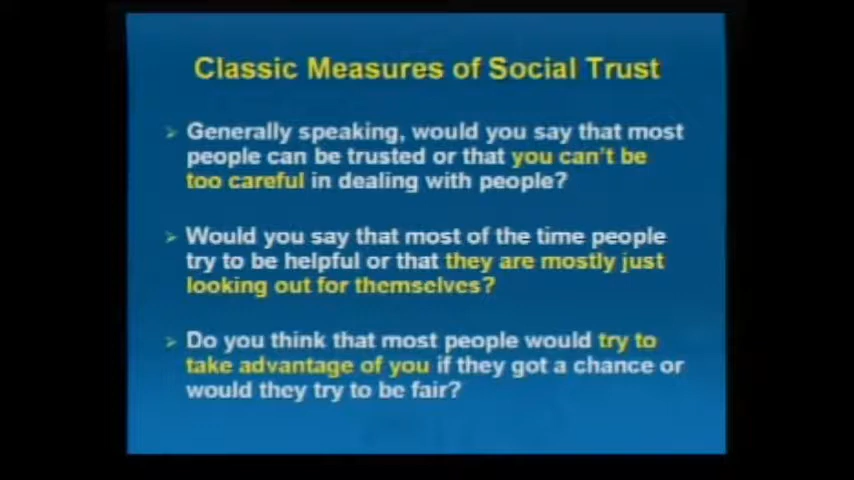 Classic Measures of Social Trust
Generally speaking, would you say that most
people can be trusted or that you can't be
too careful in dealing with people?
Would you say that most of the time people
try to be helpful or that they are mostly just
looking out for themselves?
Do you think that most people would try to
take advantage of you if they got a chance or
would they try to be fair?